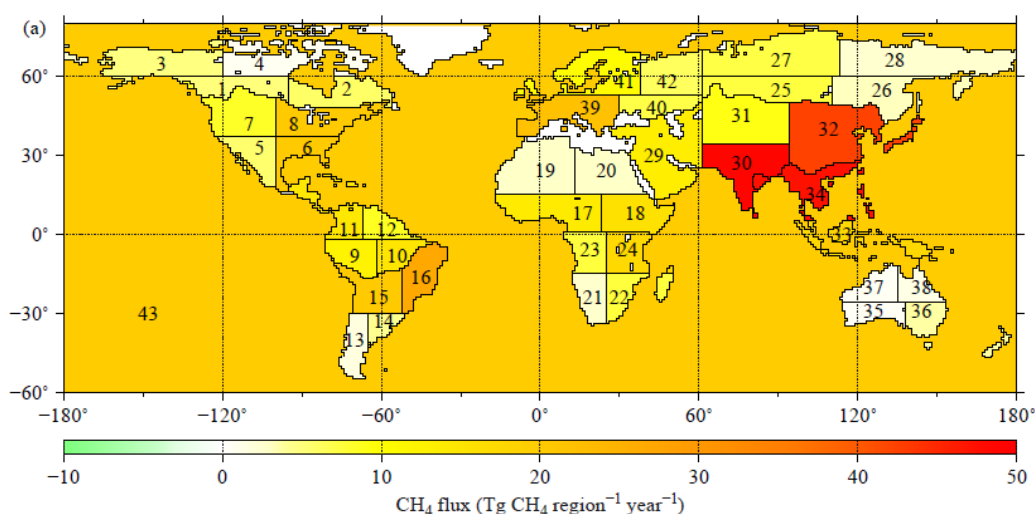 (a)
3 4 27 28
60° 1 2 41 42 25 26
7 8 39 40 31 32
30° 5 6 19 20 29 30 34
17 18
0° 11 12 23 24 33
9 10
16 37 38
−30° 43 15 14 21 22 35 36
13
−60°
−180° −120° −60° 0° 60° 120° 180°
−10 0 10 20 30 40 50
CH₄ flux (Tg CH₄ region⁻¹ year⁻¹)